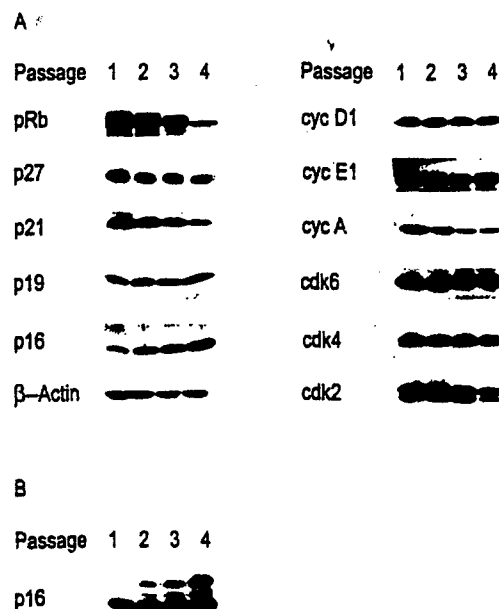 A
Passage 1 2 3 4
pRb
p27
p21
p19
p16
β–Actin
Passage 1 2 3 4
cyc D1
cyc E1
cyc A
cdk6
cdk4
cdk2
B
Passage 1 2 3 4
p16